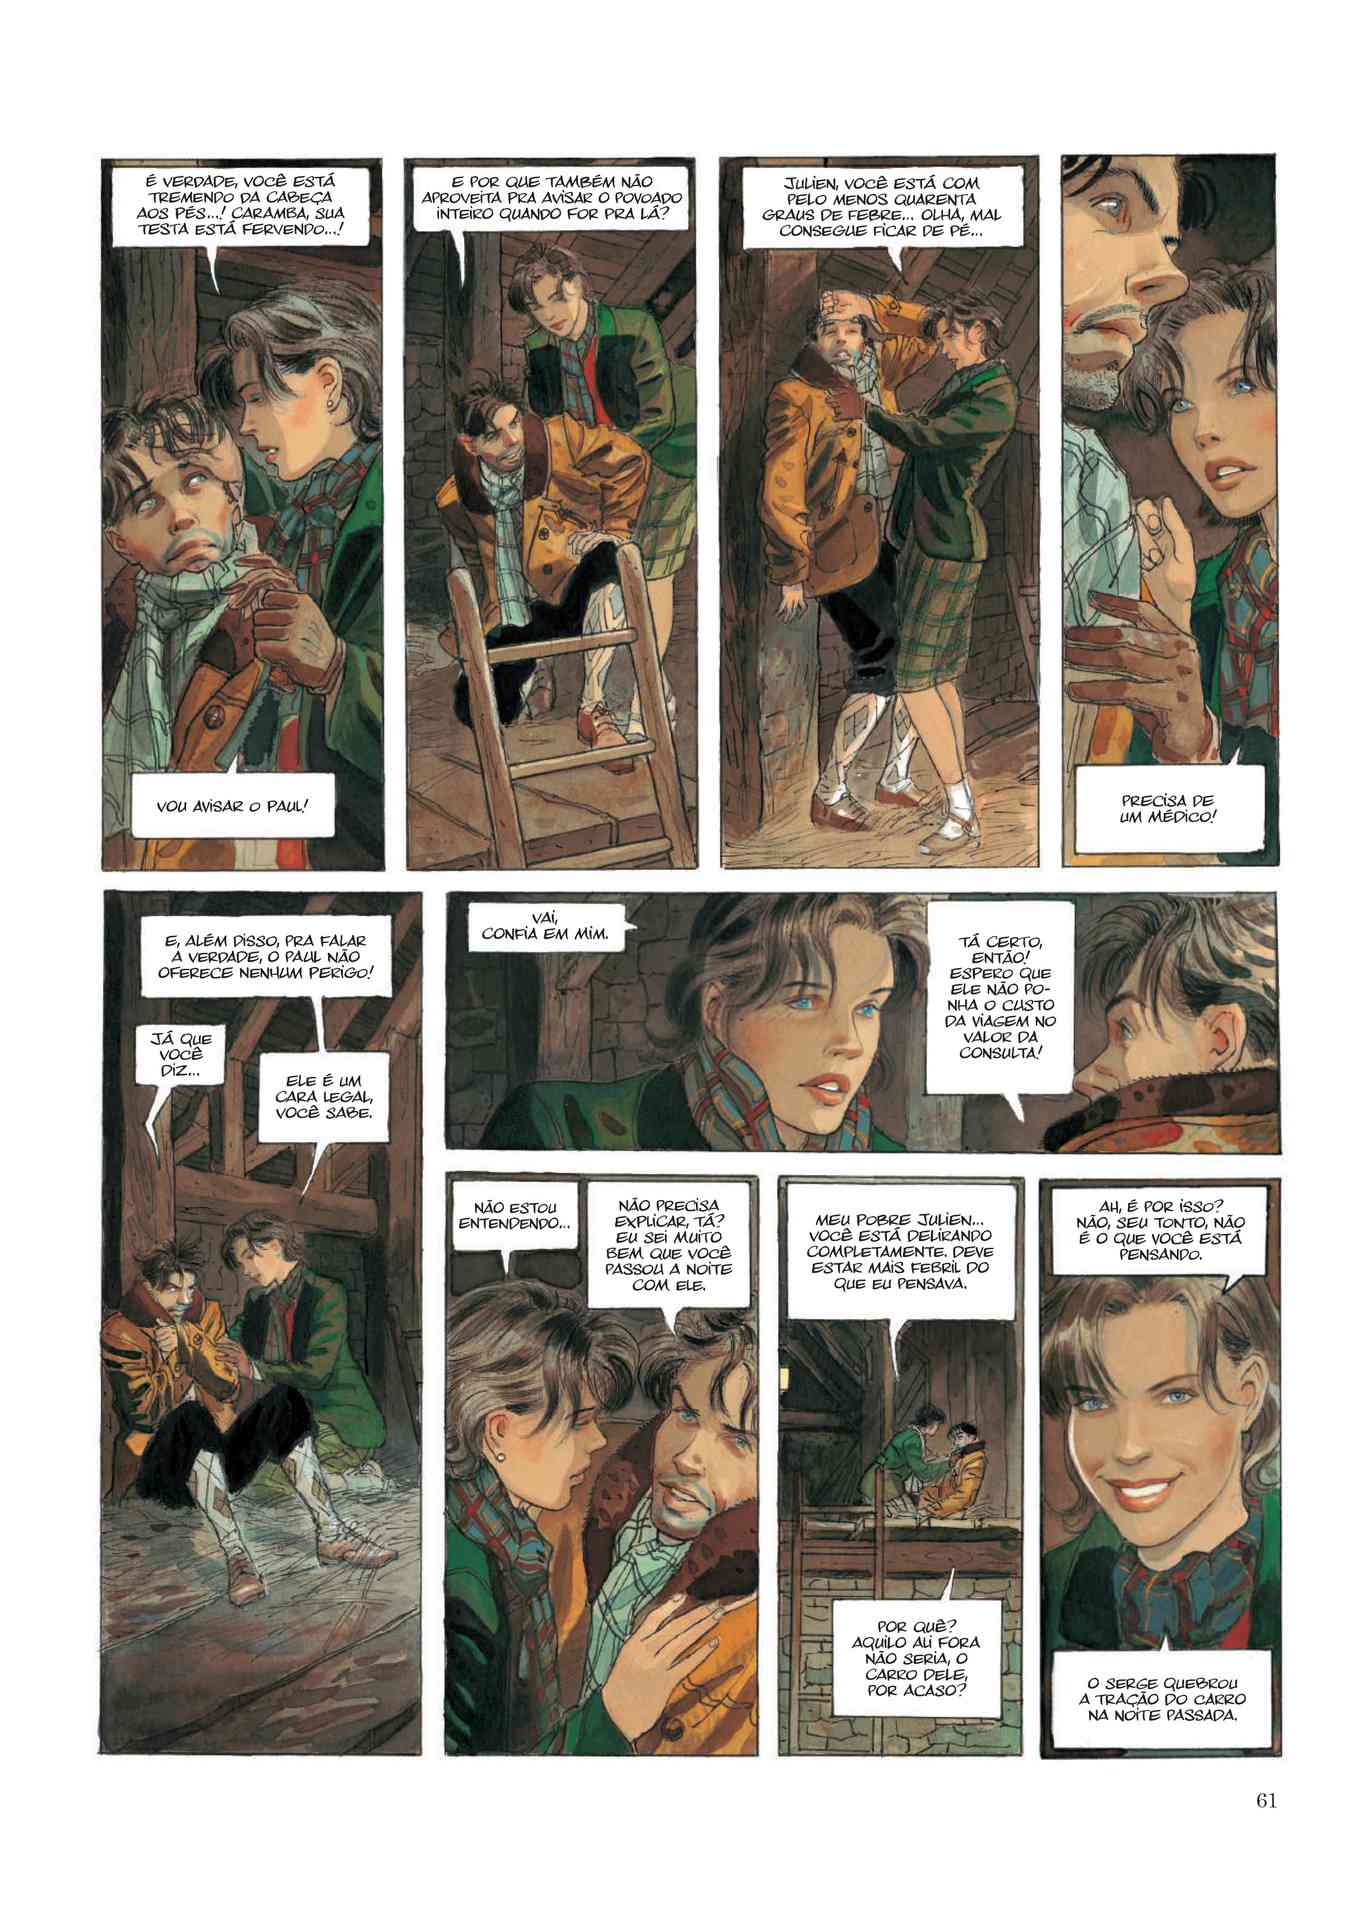 É VERDADE, VOCÊ ESTÁ
TREMENDO DA CABEÇA
AOS PÉS...! CARAMBA, SUA
TESTA ESTÁ FERVENDO...!
VOU AVISAR O PAUL!
E POR QUE TAMBÉM NÃO
APROVEITA PRA AVISAR O POVOADO
INTEIRO QUANDO FOR PRA LÁ?
JULIEN, VOCÊ ESTÁ COM
PELO MENOS QUARENTA
GRAUS DE FEBRE... OLHA, MAL
CONSEGUE FICAR DE PÉ...
PRECISA DE
UM MÉDICO!
E, ALÉM DISSO, PRA FALAR
A VERDADE, O PAUL NÃO
OFERECE NENHUM PERIGO!
JÁ QUE
VOCÊ
DIZ...
ELE É UM
CARA LEGAL,
VOCÊ SABE.
VAI,
CONFIA EM MIM.
TÁ CERTO,
ENTÃO!
ESPERO QUE
ELE NÃO PO-
NHA O CUSTO
DA VIAGEM NO
VALOR DA
CONSULTA!
NÃO ESTOU
ENTENDENDO...
NÃO PRECISA
EXPLICAR, TÁ?
EU SEI MUITO
BEM QUE VOCÊ
PASSOU A NOITE
COM ELE.
MEU POBRE JULIEN...
VOCÊ ESTÁ DELIRANDO
COMPLETAMENTE. DEVE
ESTAR MAIS FEBRIL DO
QUE EU PENSAVA.
POR QUÊ?
AQUILO ALI FORA
NÃO SERIA, O
CARRO DELE,
POR ACASO?
AH, É POR ISSO?
NÃO, SEU TONTO, NÃO
É O QUE VOCÊ ESTÁ
PENSANDO.
O SERGE QUEBROU
A TRAÇÃO DO CARRO
NA NOITE PASSADA.
61